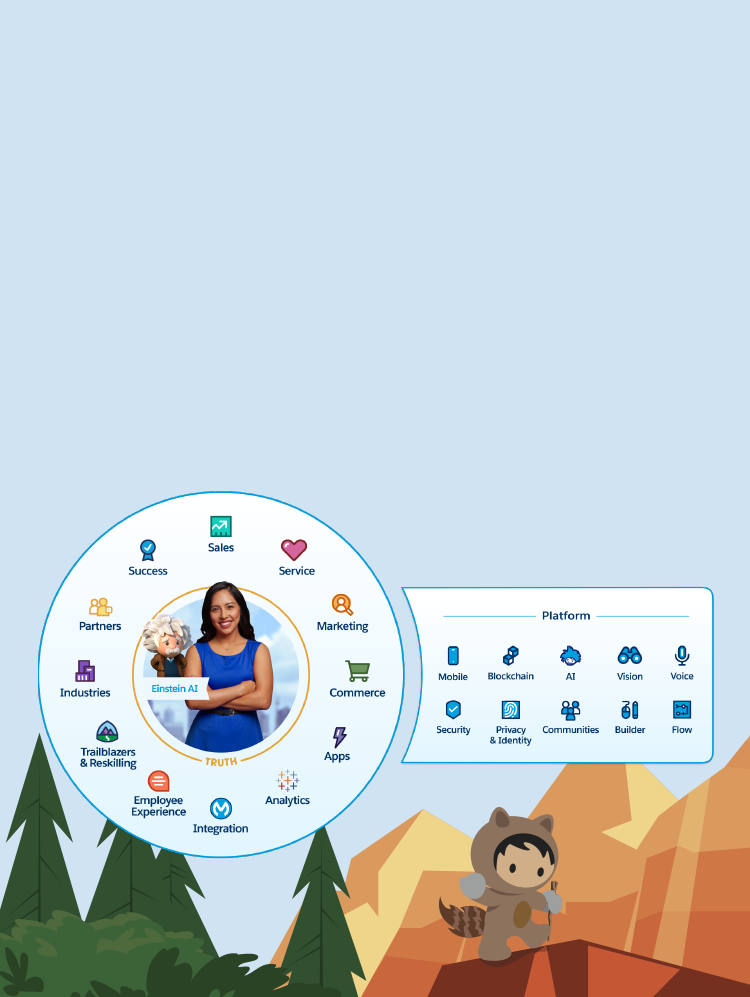 Sales
Success
Service
Partners
Marketing
Einstein AI
Industries
Commerce
Trailblazers
& Reskilling
Apps
TRUTH
Employee
Experience
Analytics
Integration
Platform
Mobile
Blockchain
AI
Vision
Voice
Security
Privacy
& Identity
Communities
Builder
Flow